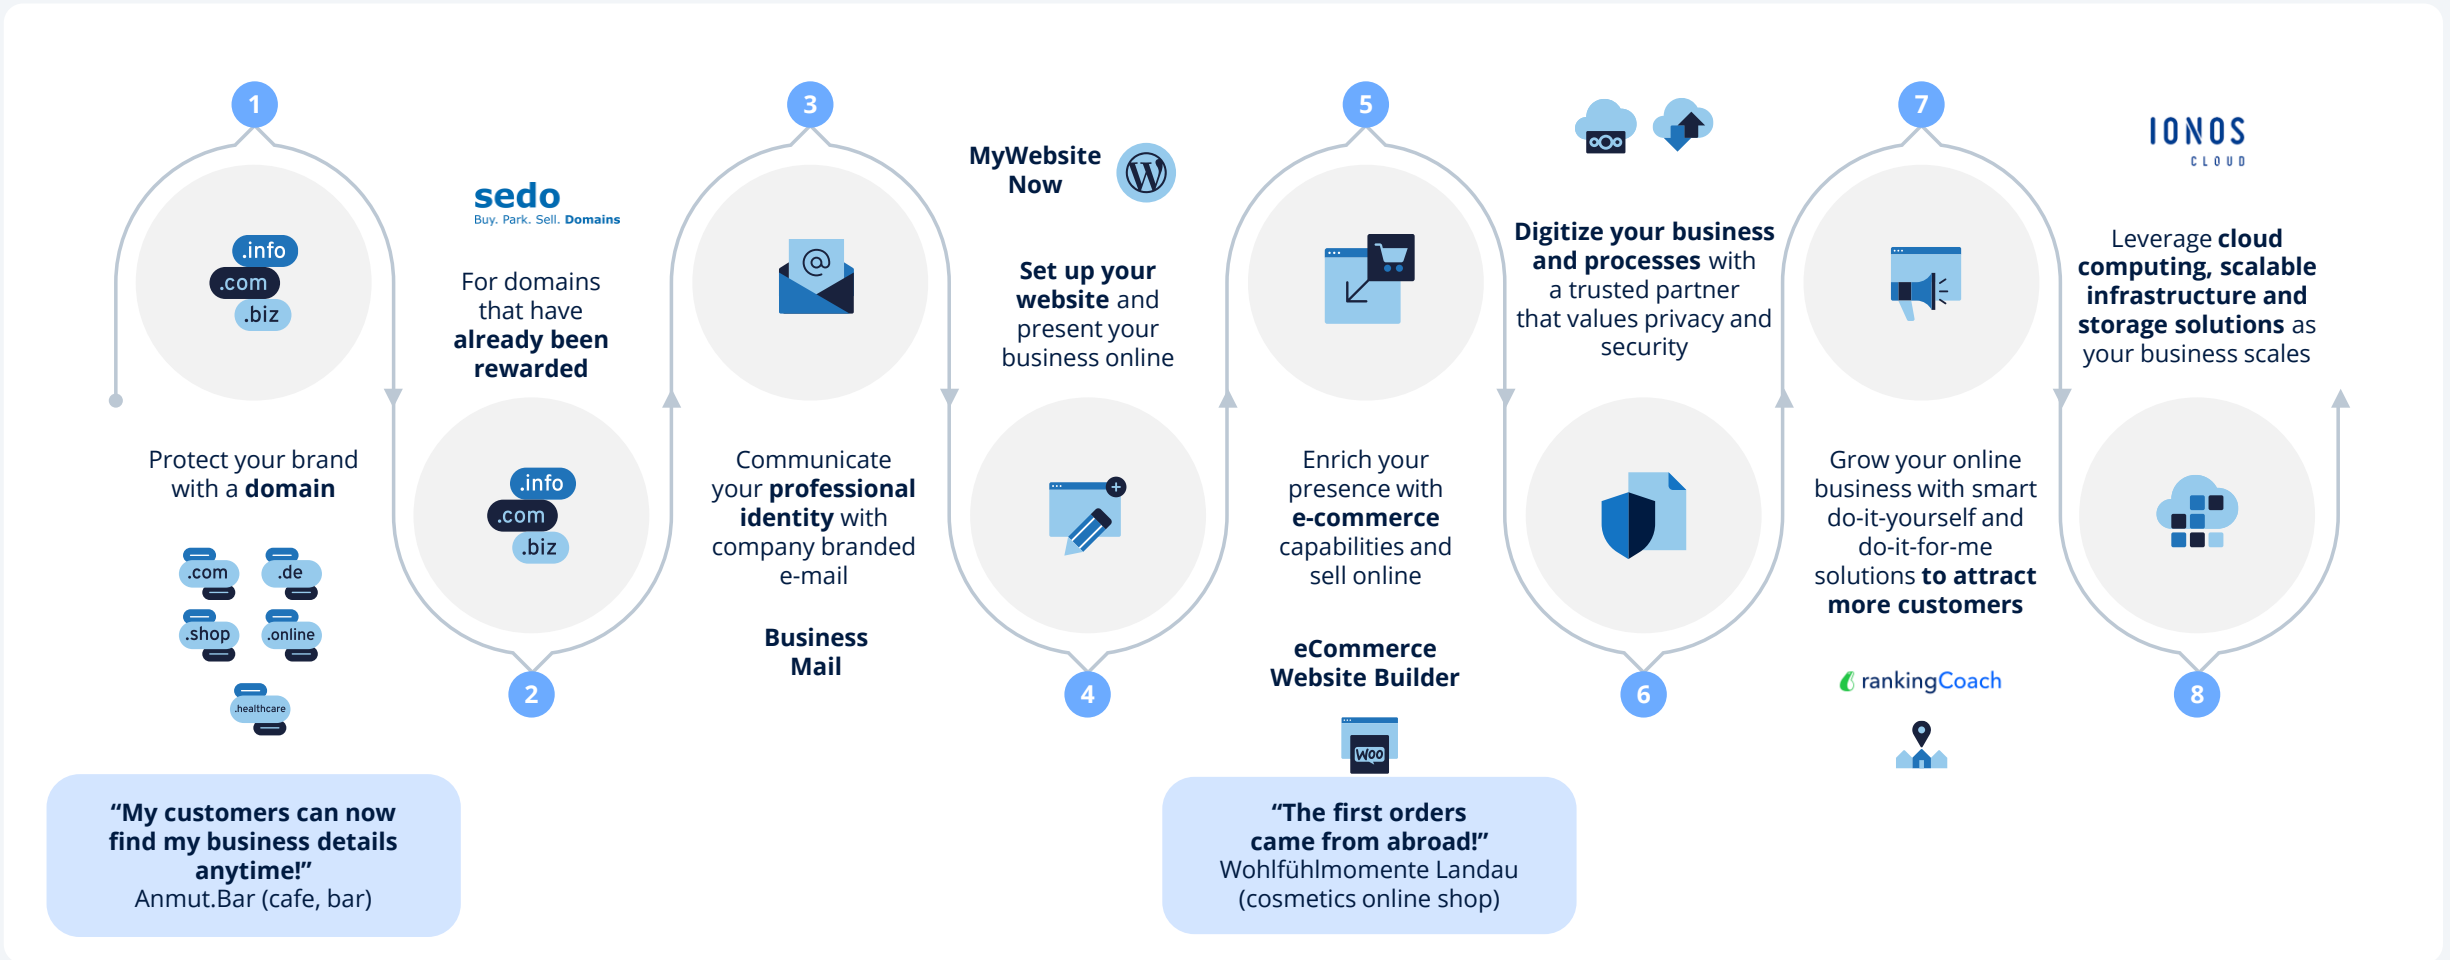 1
.info
.com
.biz
Protect your brand
with a domain
.com
.de
.shop
.online
.healthcare
“My customers can now
find my business details
anytime!”
Anmut.Bar (cafe, bar)
sedo
Buy. Park. Sell. Domains
For domains
that have
already been
rewarded
.info
.com
.biz
2
3
@
Communicate
your professional
identity with
company branded
e-mail
Business
Mail
MyWebsite
Now
W
Set up your
website and
present your
business online
4
5
Enrich your
presence with
e-commerce
capabilities and
sell online
eCommerce
Website Builder
Woo
“The first orders
came from abroad!”
Wohlfühlmomente Landau
(cosmetics online shop)
Digitize your business
and processes with
a trusted partner
that values privacy and
security
6
7
Grow your online
business with smart
do-it-yourself and
do-it-for-me
solutions to attract
more customers
rankingCoach
IONOS
CLOUD
Leverage cloud
computing, scalable
infrastructure and
storage solutions as
your business scales
8